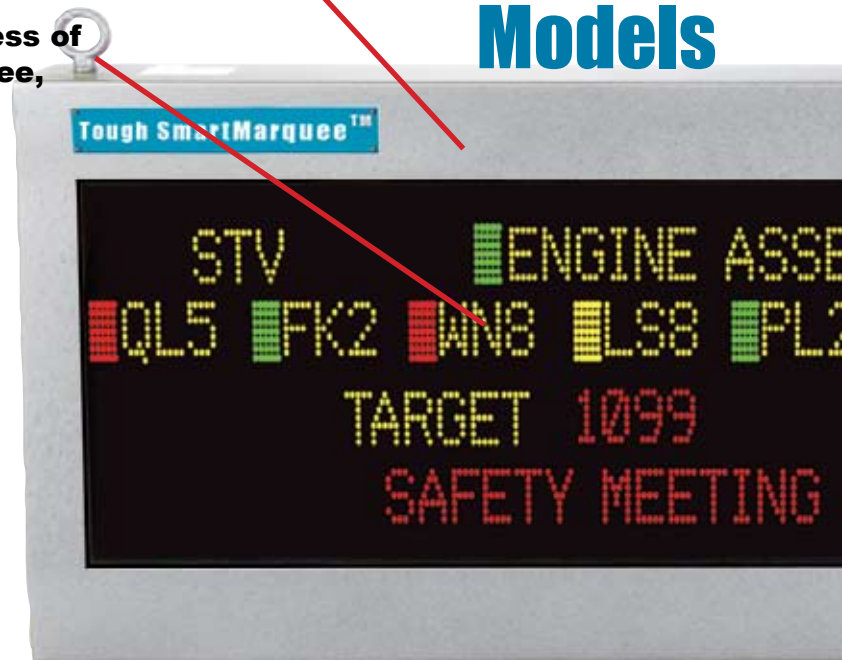 Models
ess of
ee,
Tough SmartMarquee™
STV ENGINE ASSE
QL5 FK2 WN8 LS8 PL2
TARGET 1099
SAFETY MEETING